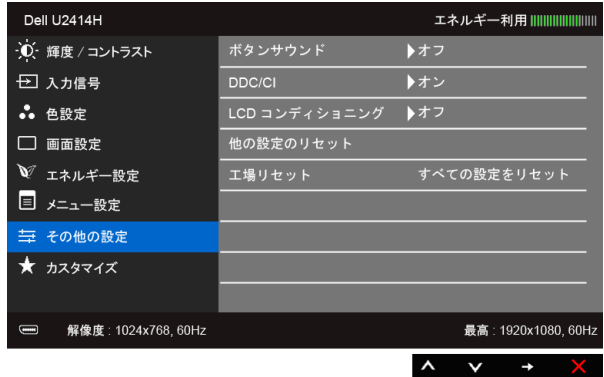 Dell U2414H エネルギー利用
輝度 / コントラスト ボタンサウンド オフ
入力信号 DDC/CI オン
色設定 LCD コンディショニング オフ
画面設定 他の設定のリセット
エネルギー設定 工場リセット すべての設定をリセット
メニュー設定
その他の設定
カスタマイズ
解像度 : 1024x768, 60Hz 最高 : 1920x1080, 60Hz